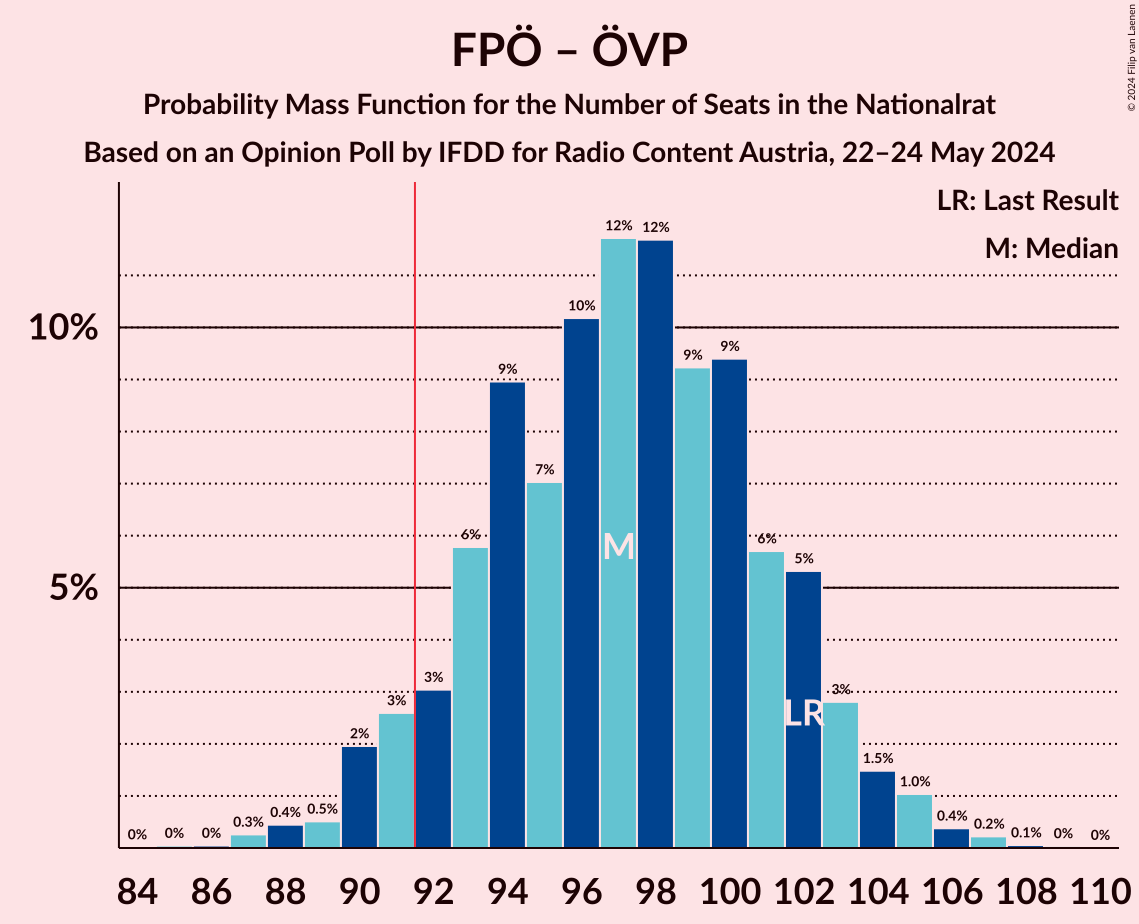 FPÖ – ÖVP
Probability Mass Function for the Number of Seats in the Nationalrat
Based on an Opinion Poll by IFDD for Radio Content Austria, 22–24 May 2024
© 2024 Filip van Laenen
LR: Last Result
M: Median
10%
5%
0% 0% 0% 0.3% 0.4% 0.5% 2% 3% 3% 6% 9% 7% 10% 12% 12% 9% 9% 6% 5% 3% 1.5% 1.0% 0.4% 0.2% 0.1% 0% 0%
M
LR
84 86 88 90 92 94 96 98 100 102 104 106 108 110